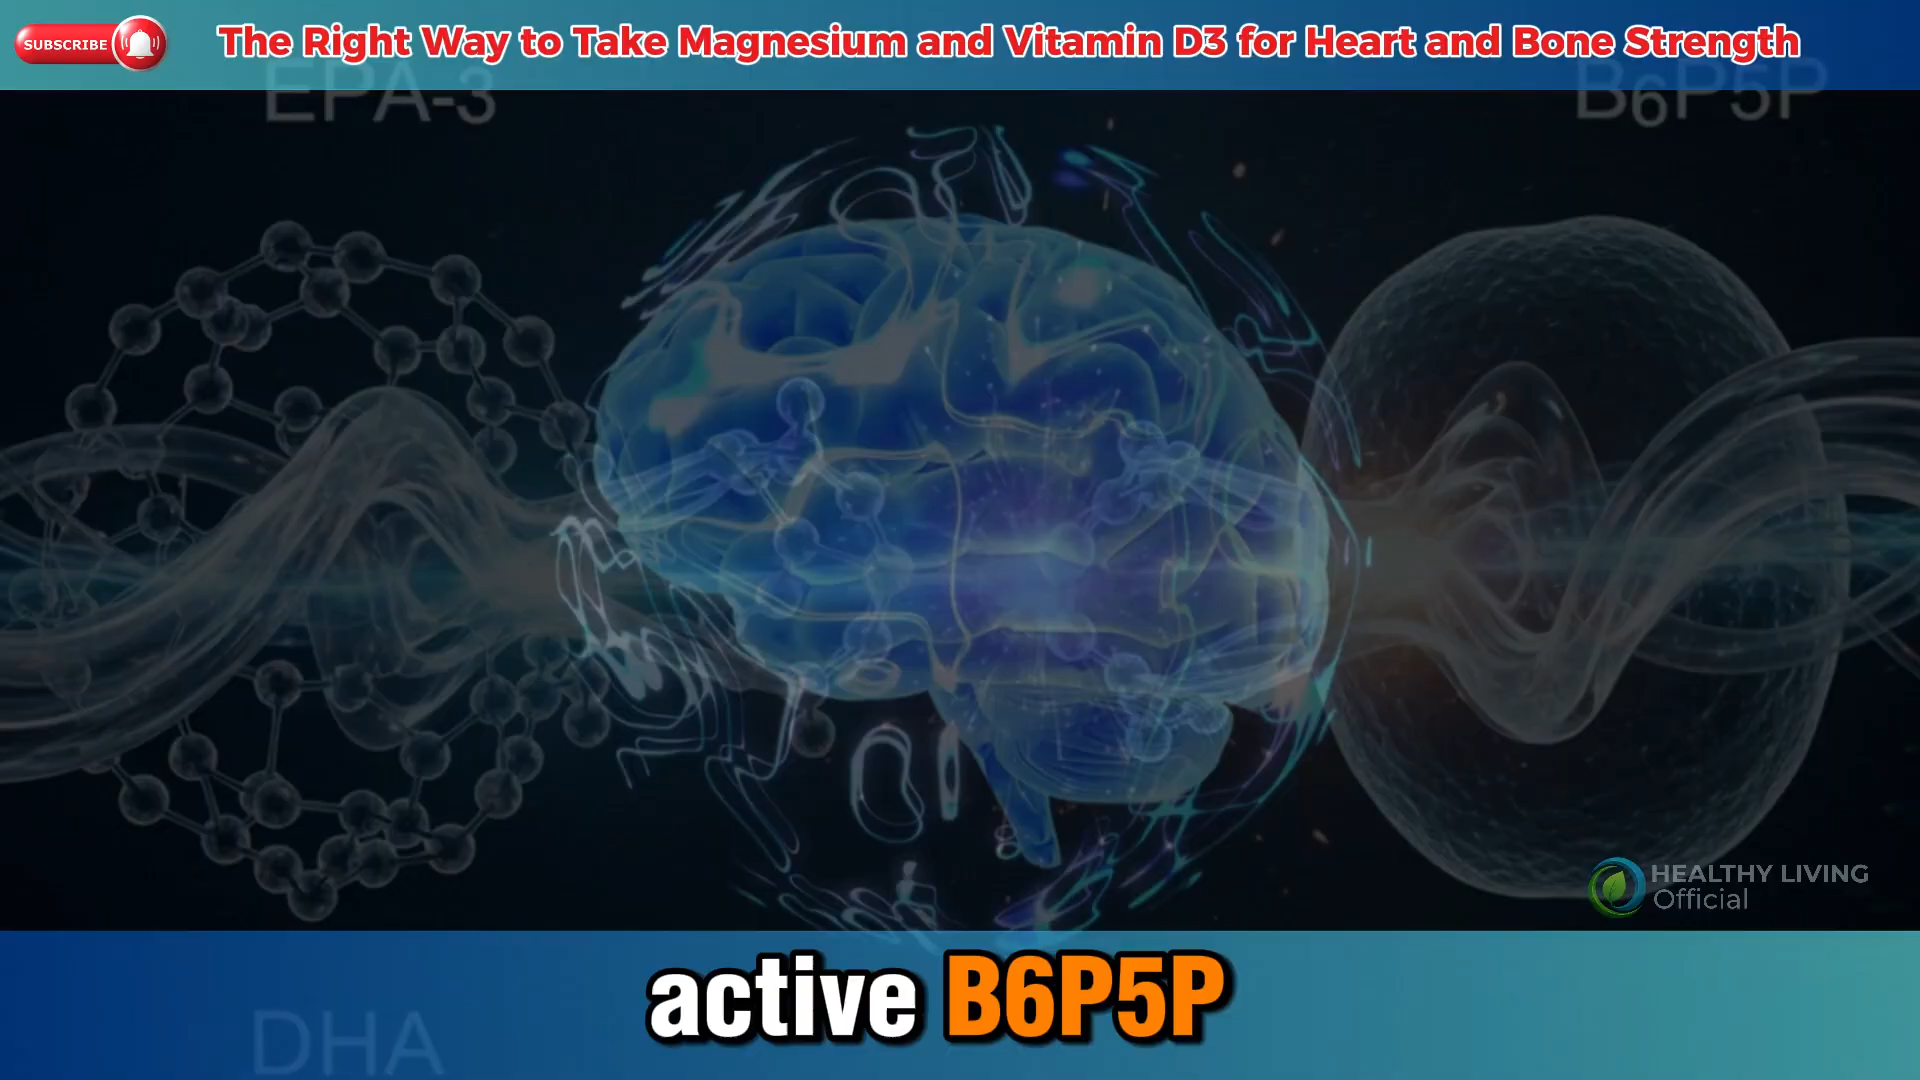 SUBSCRIBE
The Right Way to Take Magnesium and Vitamin D3 for Heart and Bone Strength
EPA-3
B6P5P
HEALTHY LIVING
Official
active B6P5P
DHA